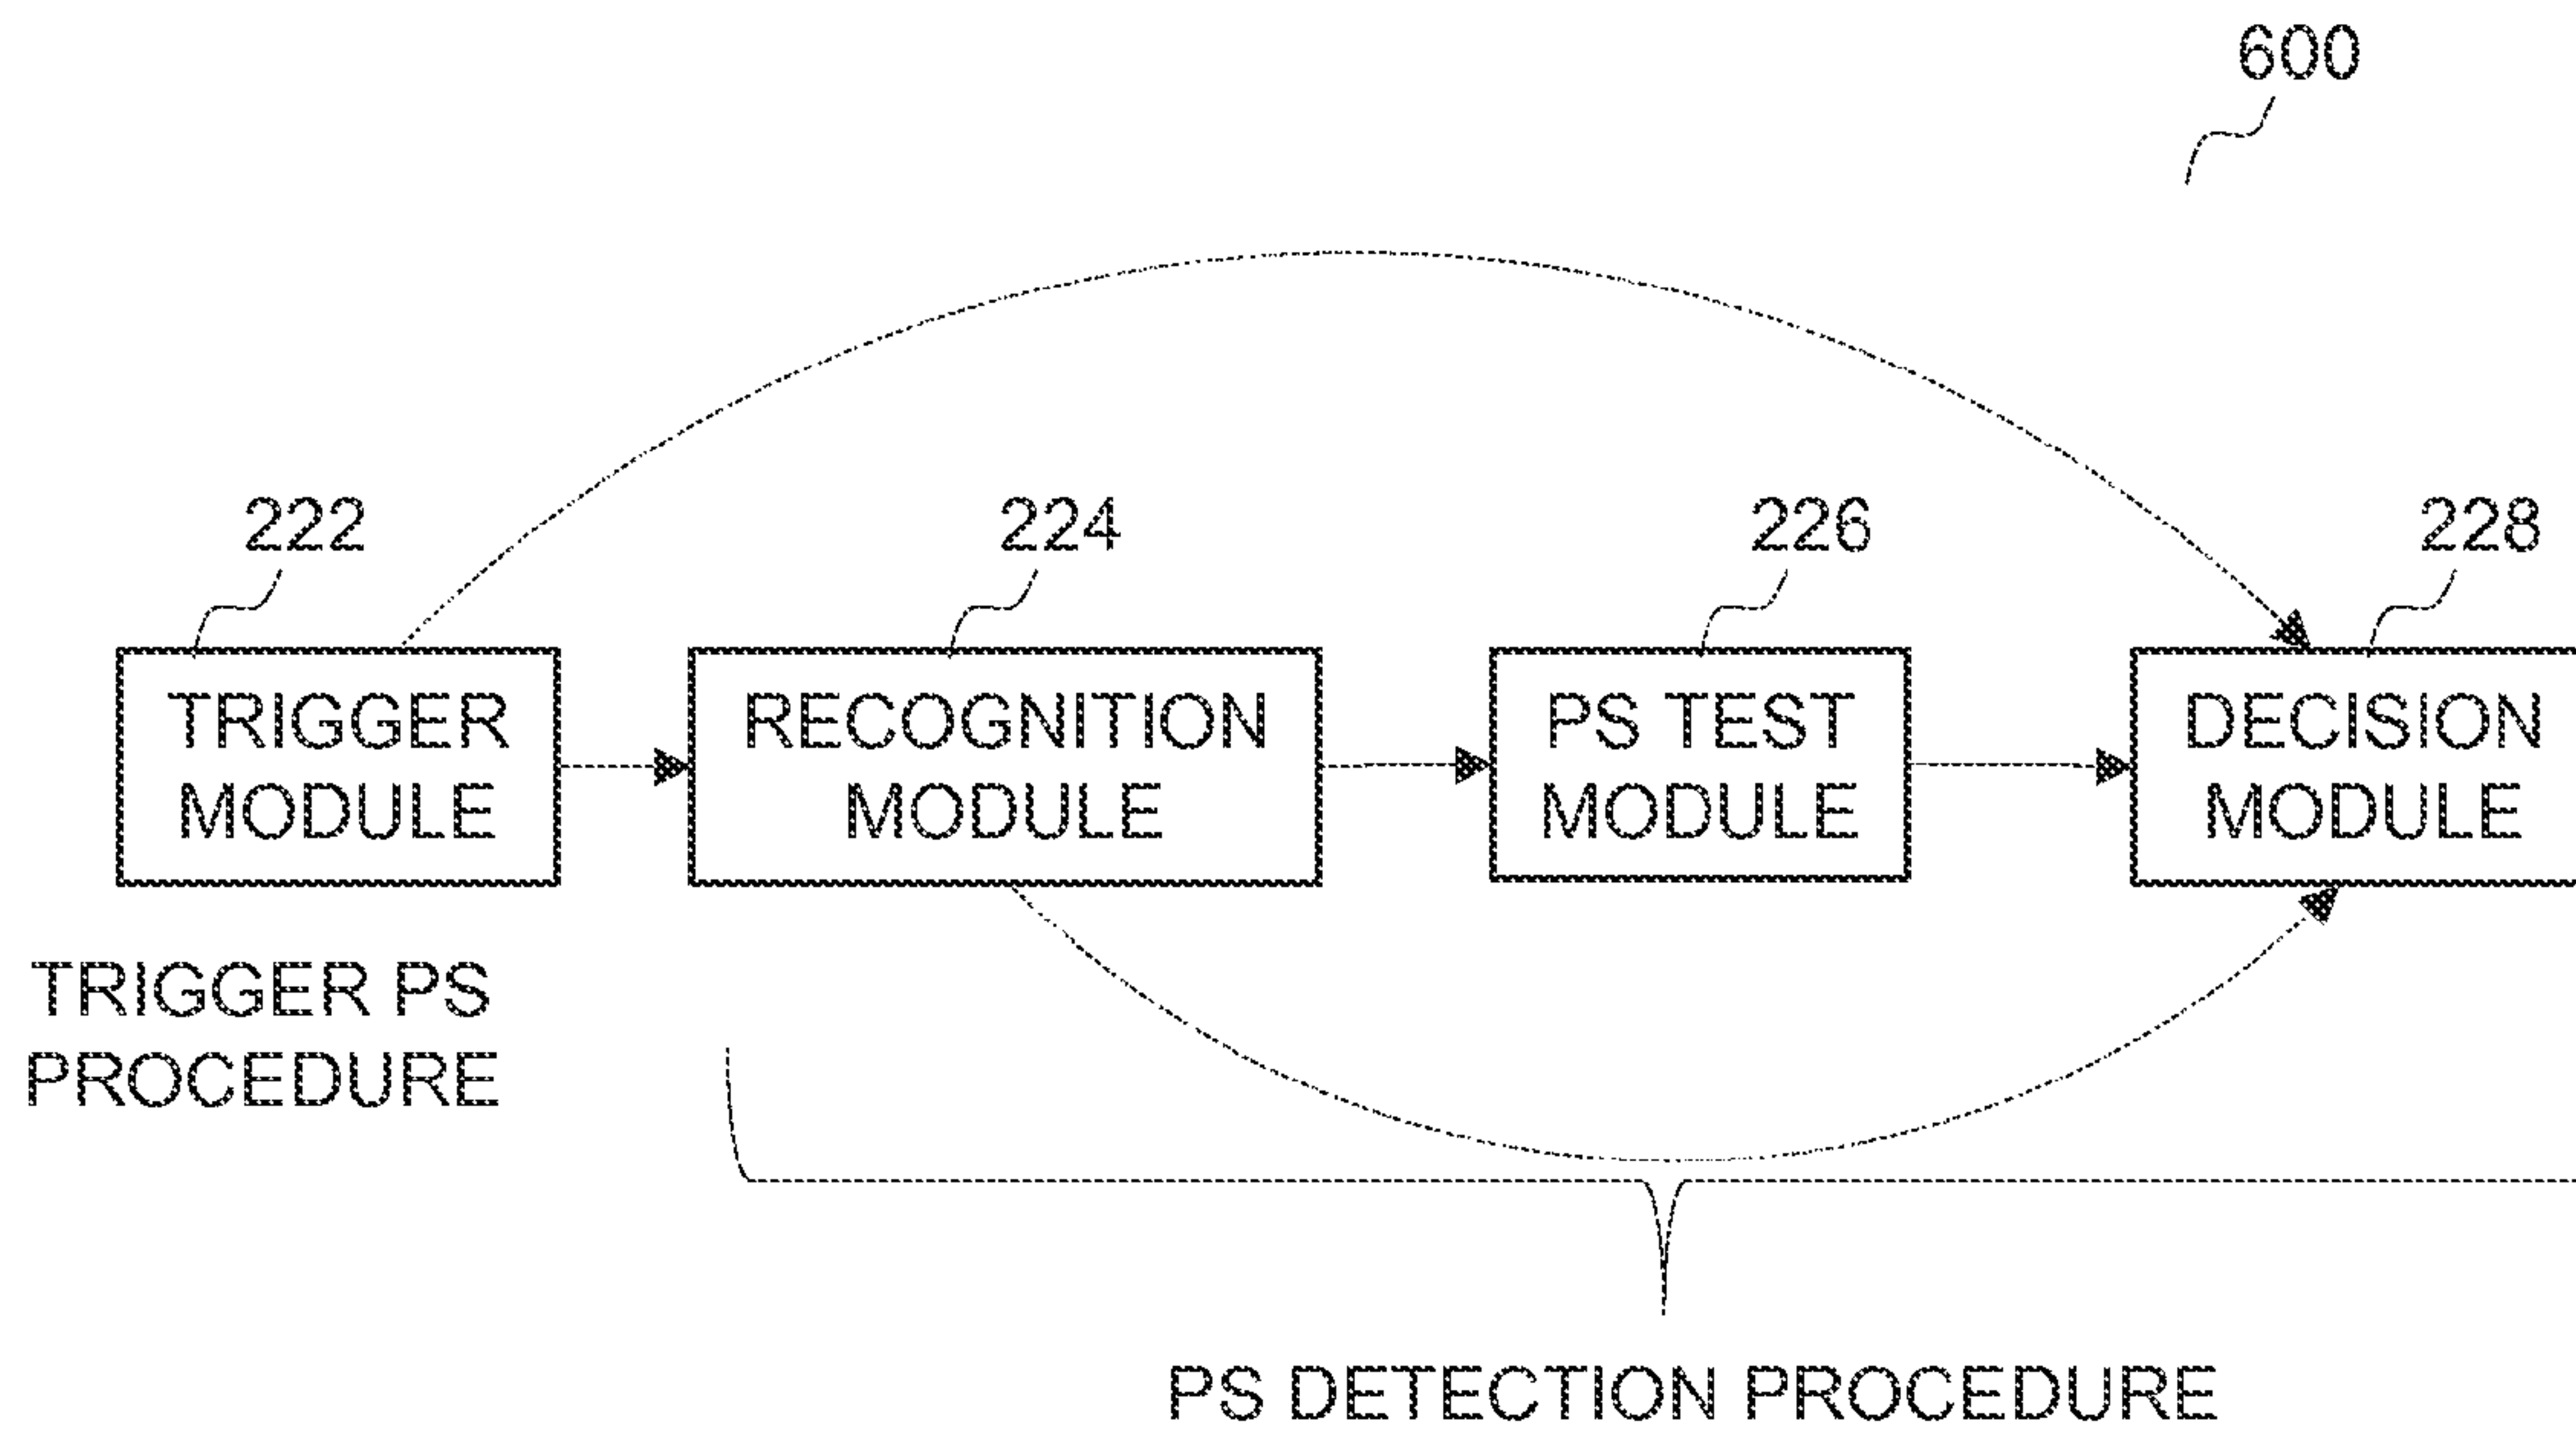 600
222
224
226
228
TRIGGER
MODULE
RECOGNITION
MODULE
PS TEST
MODULE
DECISION
MODULE
TRIGGER PS
PROCEDURE
PS DETECTION PROCEDURE